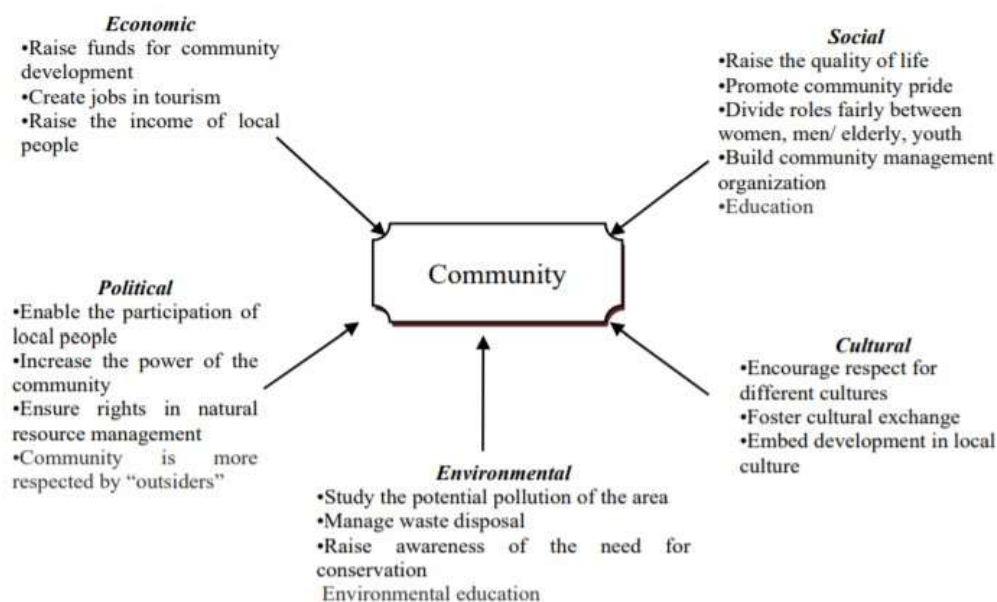 Economic
•Raise funds for community
development
•Create jobs in tourism
•Raise the income of local
people
Social
•Raise the quality of life
•Promote community pride
•Divide roles fairly between
women, men/ elderly, youth
•Build community management
organization
•Education
Community
Political
•Enable the participation of
local people
•Increase the power of the
community
•Ensure rights in natural
resource management
•Community is more
respected by “outsiders”
Cultural
•Encourage respect for
different cultures
•Foster cultural exchange
•Embed development in local
culture
Environmental
•Study the potential pollution of the area
•Manage waste disposal
•Raise awareness of the need for
conservation
Environmental education